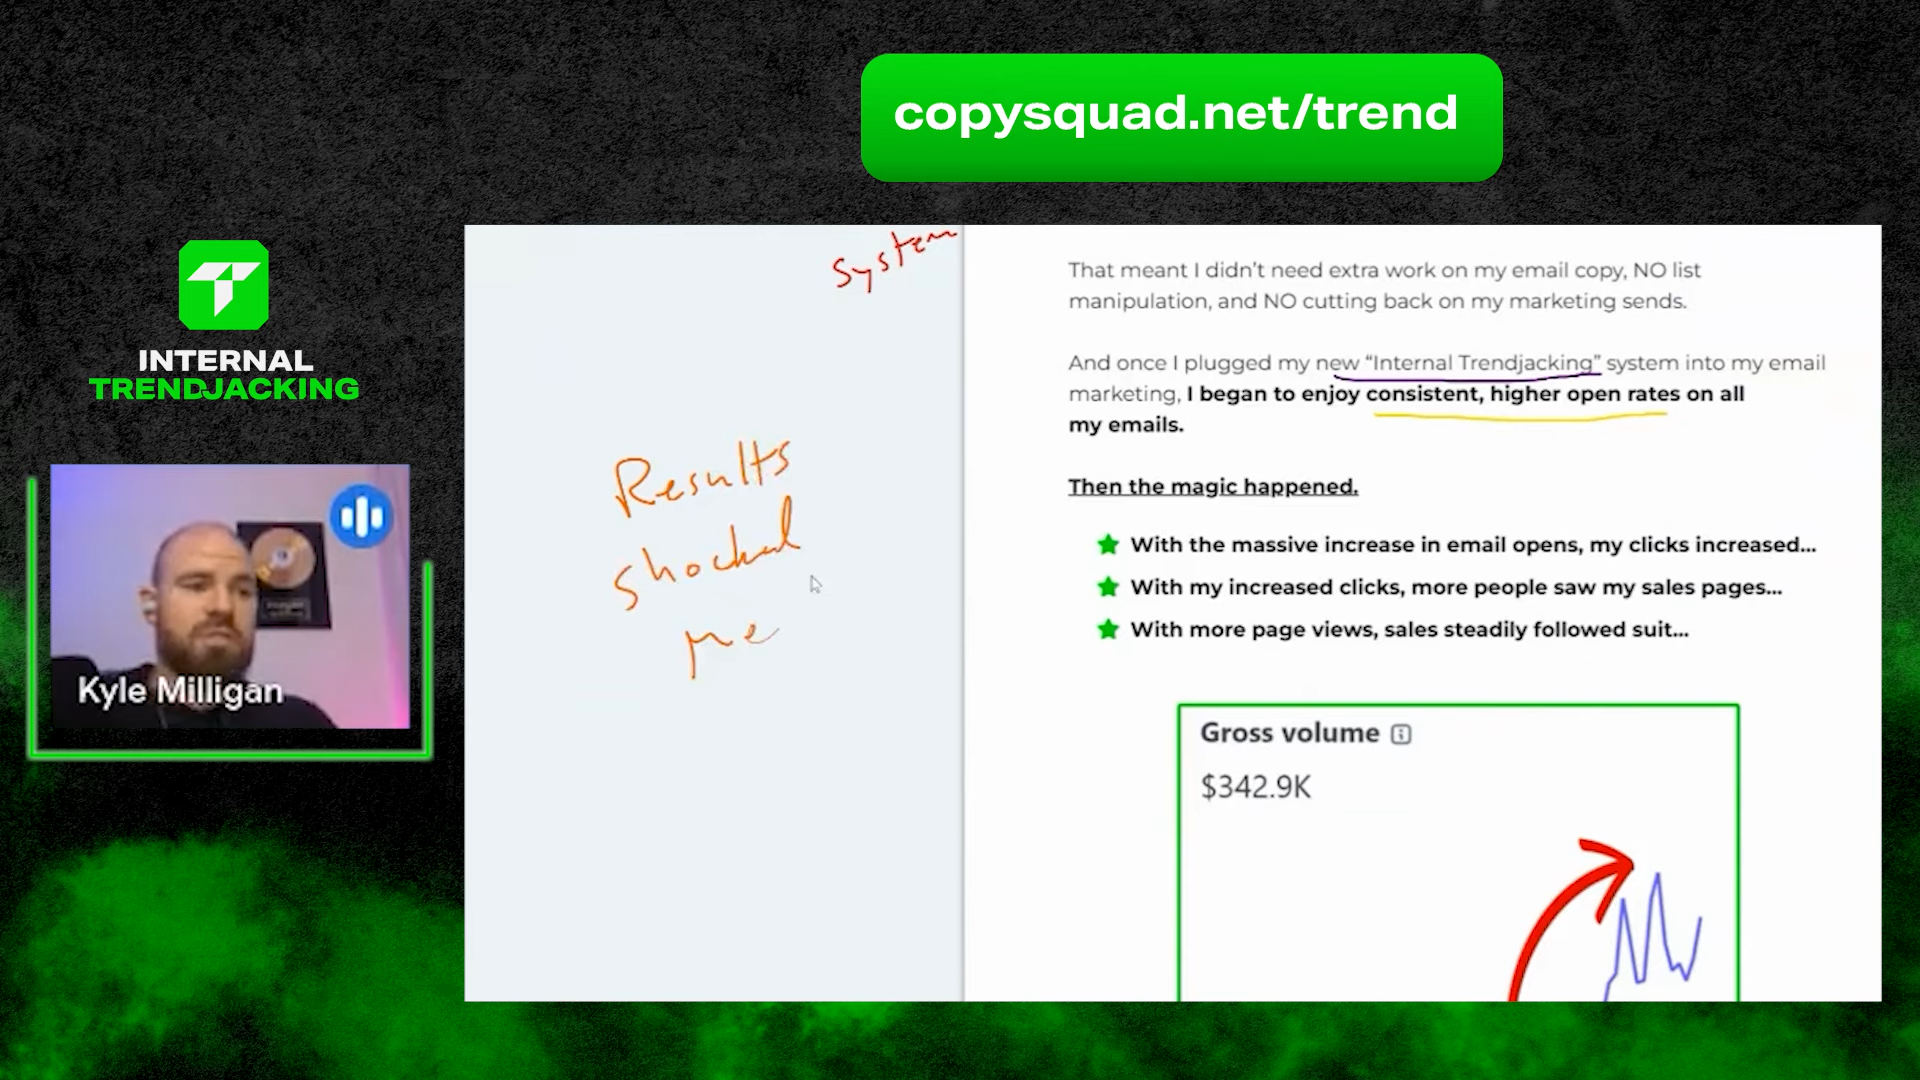 copysquad.net/trend
INTERNAL
TRENDJACKING
Kyle Milligan
System
Results
shocked
me
That meant I didn't need extra work on my email copy, NO list
manipulation, and NO cutting back on my marketing sends.
And once I plugged my new “Internal Trendjacking” system into my email
marketing, I began to enjoy consistent, higher open rates on all
my emails.
Then the magic happened.
With the massive increase in email opens, my clicks increased...
With my increased clicks, more people saw my sales pages...
With more page views, sales steadily followed suit...
Gross volume
$342.9K